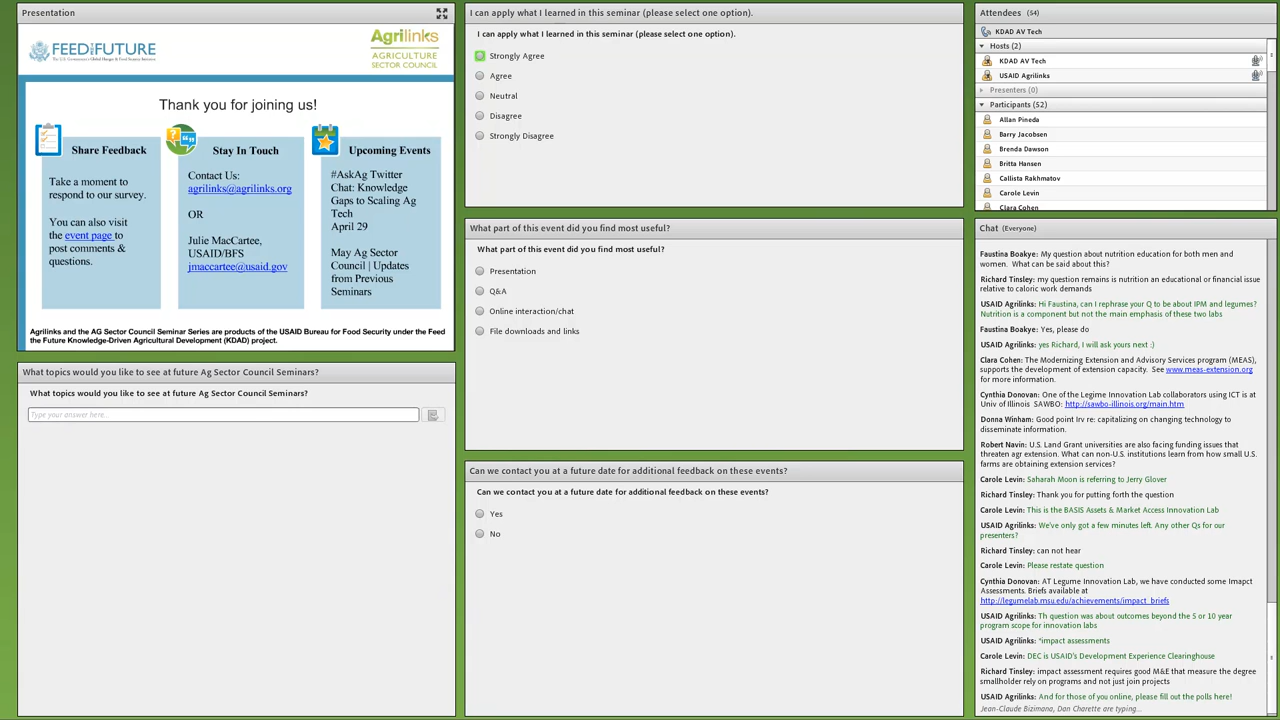 Presentation
FEED THE FUTURE
The U.S. Government's Global Hunger & Food Security Initiative
Agrilinks
AGRICULTURE
SECTOR COUNCIL
Thank you for joining us!
Share Feedback
Take a moment to
respond to our survey.
You can also visit
the event page to
post comments &
questions.
Stay In Touch
Contact Us:
agrilinks@agrilinks.org
OR
Julie MacCartee,
USAID/BFS
jmaccartee@usaid.gov
Upcoming Events
#AskAg Twitter
Chat: Knowledge
Gaps to Scaling Ag
Tech
April 29
May Ag Sector
Council | Updates
from Previous
Seminars
Agrilinks and the AG Sector Council Seminar Series are products of the USAID Bureau for Food Security under the Feed
the Future Knowledge-Driven Agricultural Development (KDAD) project.
What topics would you like to see at future Ag Sector Council Seminars?
What topics would you like to see at future Ag Sector Council Seminars?
Type your answer here...
I can apply what I learned in this seminar (please select one option).
I can apply what I learned in this seminar (please select one option).
Strongly Agree
Agree
Neutral
Disagree
Strongly Disagree
What part of this event did you find most useful?
What part of this event did you find most useful?
Presentation
Q&A
Online interaction/chat
File downloads and links
Can we contact you at a future date for additional feedback on these events?
Can we contact you at a future date for additional feedback on these events?
Yes
No
Attendees (54)
KDAD AV Tech
Hosts (2)
KDAD AV Tech
USAID Agrilinks
Presenters (0)
Participants (52)
Allan Pineda
Barry Jacobsen
Brenda Dawson
Britta Hansen
Callista Rakhmatov
Carole Levin
Clara Cohen
Chat (Everyone)
Faustina Boakye: My question about nutrition education for both men and
women. What can be said about this?
Richard Tinsley: my question remains is nutrition an educational or financial issue
relative to caloric work demands
USAID Agrilinks: Hi Faustina, can I rephrase your Q to be about IPM and legumes?
Nutrition is a component but not the main emphasis of these two labs
Faustina Boakye: Yes, please do
USAID Agrilinks: yes Richard, I will ask yours next :)
Clara Cohen: The Modernizing Extension and Advisory Services program (MEAS),
supports the development of extension capacity. See www.meas-extension.org
for more information.
Cynthia Donovan: One of the Legime Innovation Lab collaborators using ICT is at
Univ of Illinois SAWBO: http://sawbo-illinois.org/main.htm
Donna Winham: Good point Irv re: capitalizing on changing technology to
disseminate information.
Robert Navin: U.S. Land Grant universities are also facing funding issues that
threaten agr extension. What can non-U.S. institutions learn from how small U.S.
farms are obtaining extension services?
Carole Levin: Saharah Moon is referring to Jerry Glover
Richard Tinsley: Thank you for putting forth the question
Carole Levin: This is the BASIS Assets & Market Access Innovation Lab
USAID Agrilinks: We've only got a few minutes left. Any other Qs for our
presenters?
Richard Tinsley: can not hear
Carole Levin: Please restate question
Cynthia Donovan: AT Legume Innovation Lab, we have conducted some Imapct
Assessments. Briefs available at
http://legumelab.msu.edu/achievements/impact_briefs
USAID Agrilinks: Th question was about outcomes beyond the 5 or 10 year
program scope for innovation labs
USAID Agrilinks: *impact assessments
Carole Levin: DEC is USAID's Development Experience Clearinghouse
Richard Tinsley: impact assessment requires good M&E that measure the degree
smallholder rely on programs and not just join projects
USAID Agrilinks: And for those of you online, please fill out the polls here!
Jean-Claude Bizimana, Dan Charette are typing...